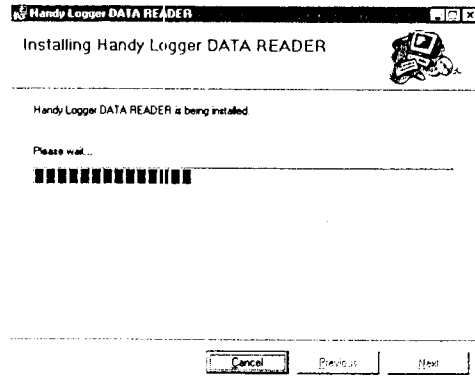 Handy Logger DATA READER
Installing Handy Logger DATA READER
Handy Logger DATA READER is being installed.
Please wait...
Cancel
Previous
Next